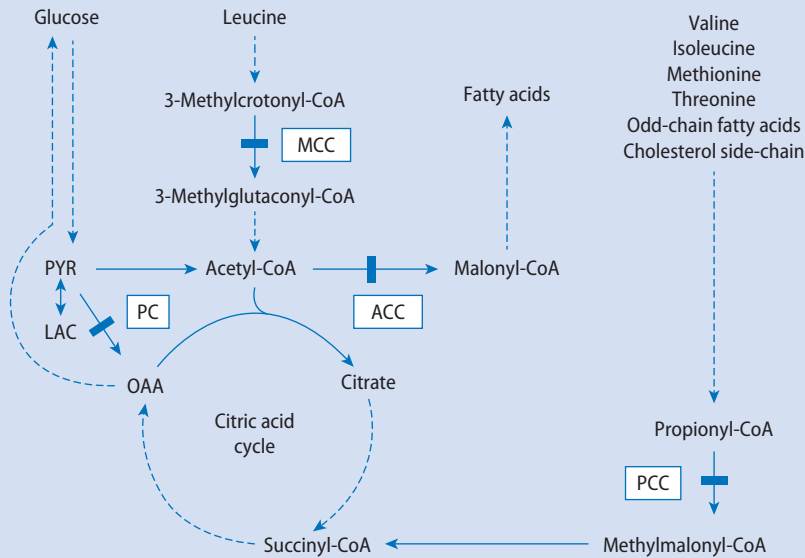 Glucose
Leucine
Valine
Isoleucine
Methionine
Threonine
Odd-chain fatty acids
Cholesterol side-chain
3-Methylcrotonyl-CoA
Fatty acids
MCC
3-Methylglutaconyl-CoA
PYR
Acetyl-CoA
Malonyl-CoA
PC
ACC
LAC
OAA
Citrate
Citric acid
cycle
Propionyl-CoA
PCC
Succinyl-CoA
Methylmalonyl-CoA